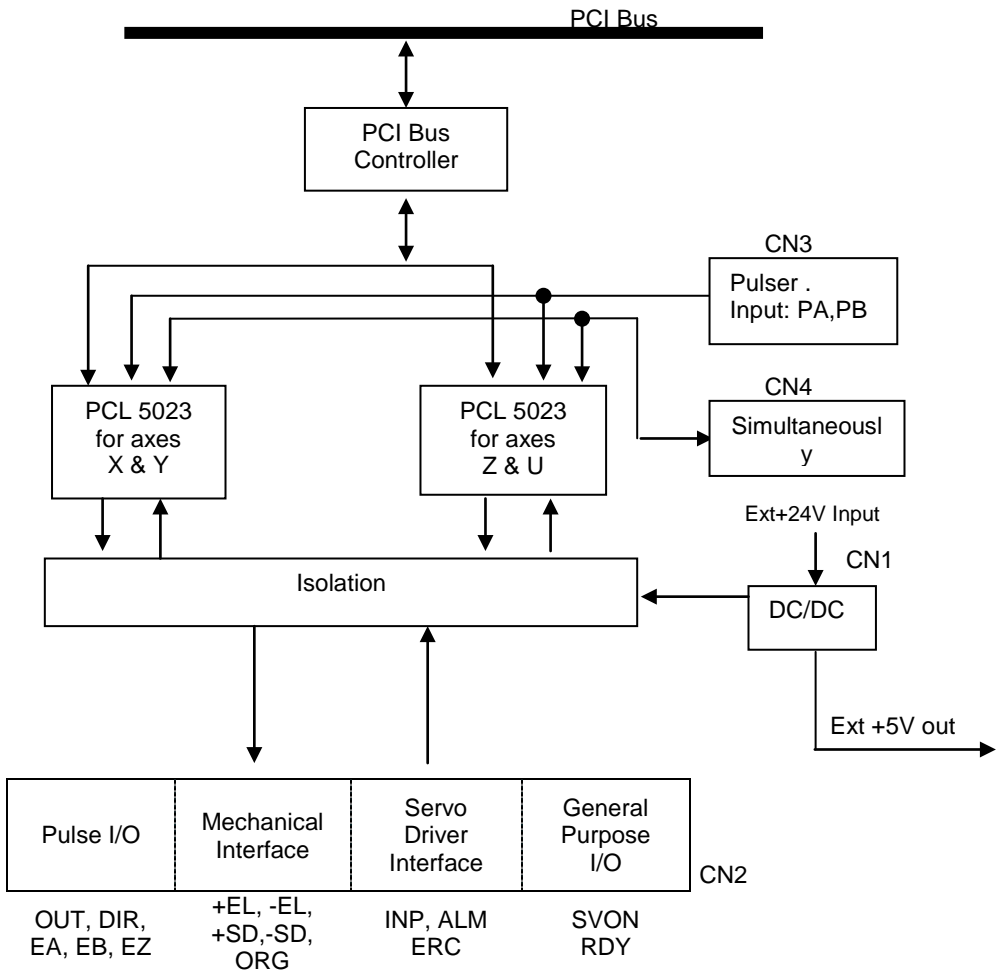 PCI Bus
PCI Bus
Controller
CN3
Pulser .
Input: PA,PB
CN4
PCL 5023
for axes
X & Y
PCL 5023
for axes
Z & U
Simultaneousl
y
Ext+24V Input
CN1
Isolation
DC/DC
Ext +5V out
Pulse I/O
Mechanical
Interface
Servo
Driver
Interface
General
Purpose
I/O
CN2
OUT, DIR,
EA, EB, EZ
+EL, -EL,
+SD,-SD,
ORG
INP, ALM
ERC
SVON
RDY